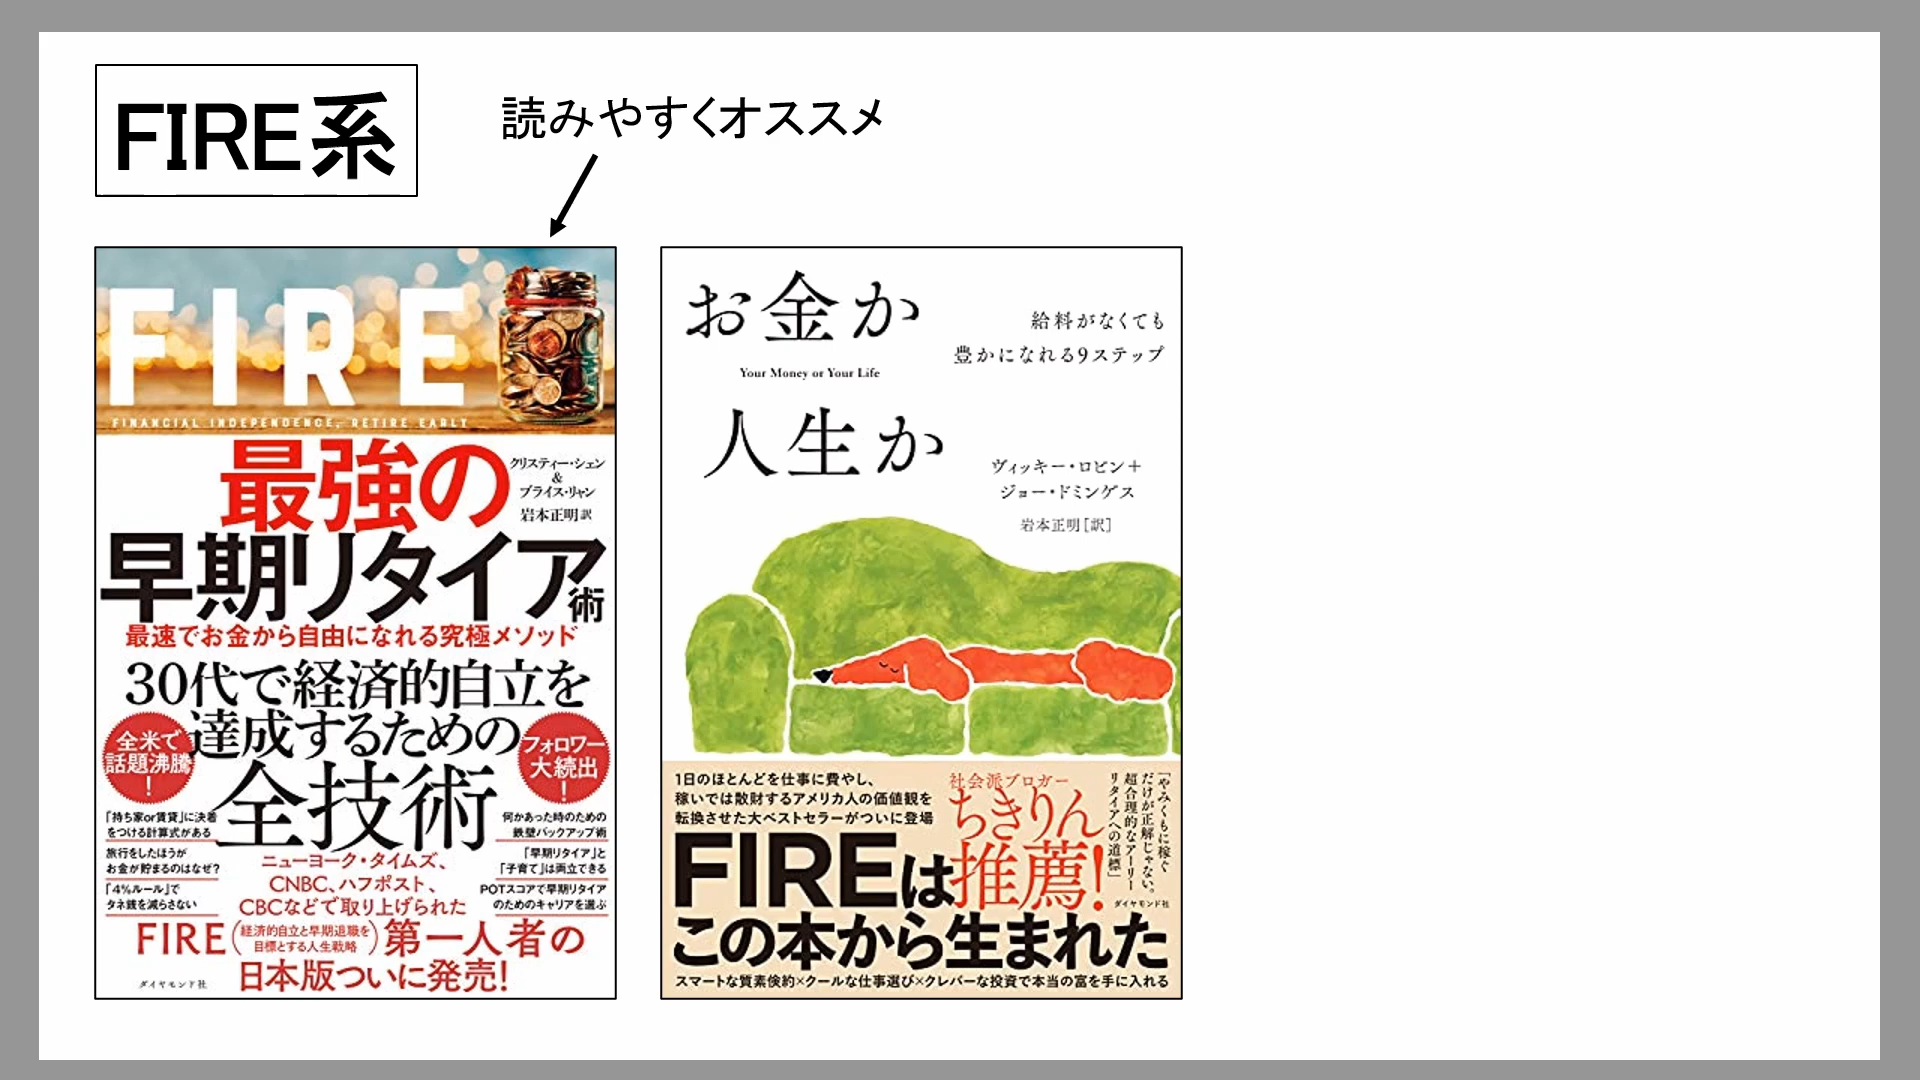 FIRE系
読みやすくオススメ
FIRE
FINANCIAL INDEPENDENCE, RETIRE EARLY
最強の
クリスティー・シェン
&
ブライス・リャン
岩本正明 訳
早期リタイア術
最速でお金から自由になれる究極メソッド
30代で経済的自立を
達成するための
全技術
全米で
話題沸騰
!
フォロワー
大続出
!
「持ち家or賃貸」に決着
をつける計算式がある
旅行をしたほうが
お金が貯まるのはなぜ?
「4%ルール」で
タネ銭を減らさない
何かあった時のための
鉄壁バックアップ術
「早期リタイア」と
「子育て」は両立できる
POTスコアで早期リタイア
のためのキャリアを選ぶ
ニューヨーク・タイムズ、
CNBC、ハフポスト、
CBCなどで取り上げられた
FIRE(経済的自立と早期退職を
目標とする人生戦略)第一人者の
日本版ついに発売!
ダイヤモンド社
お金か
Your Money or Your Life
人生か
給料がなくても
豊かになれる9ステップ
ヴィッキー・ロビン+
ジョー・ドミンゲス
岩本正明[訳]
1日のほとんどを仕事に費やし、
稼いでは散財するアメリカ人の価値観を
転換させた大ベストセラーがついに登場
社会派ブロガー
ちきりん
推薦!
「やみくもに稼ぐ
だけが正解じゃない。
超合理的なアーリー
リタイアへの道標」
FIREは
この本から生まれた
ダイヤモンド社
スマートな質素倹約×クールな仕事選び×クレバーな投資で本当の富を手に入れる